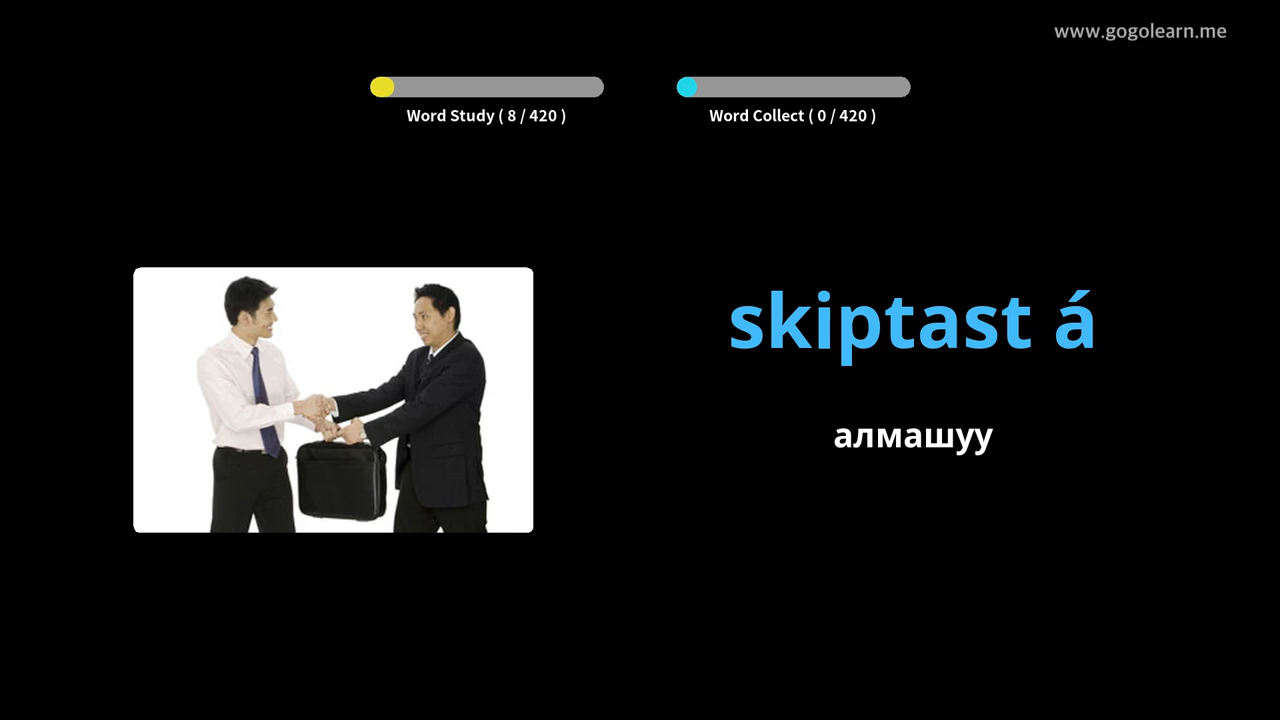 www.gogolearn.me
Word Study ( 8 / 420 )
Word Collect ( 0 / 420 )
skiptast á
алмашуу